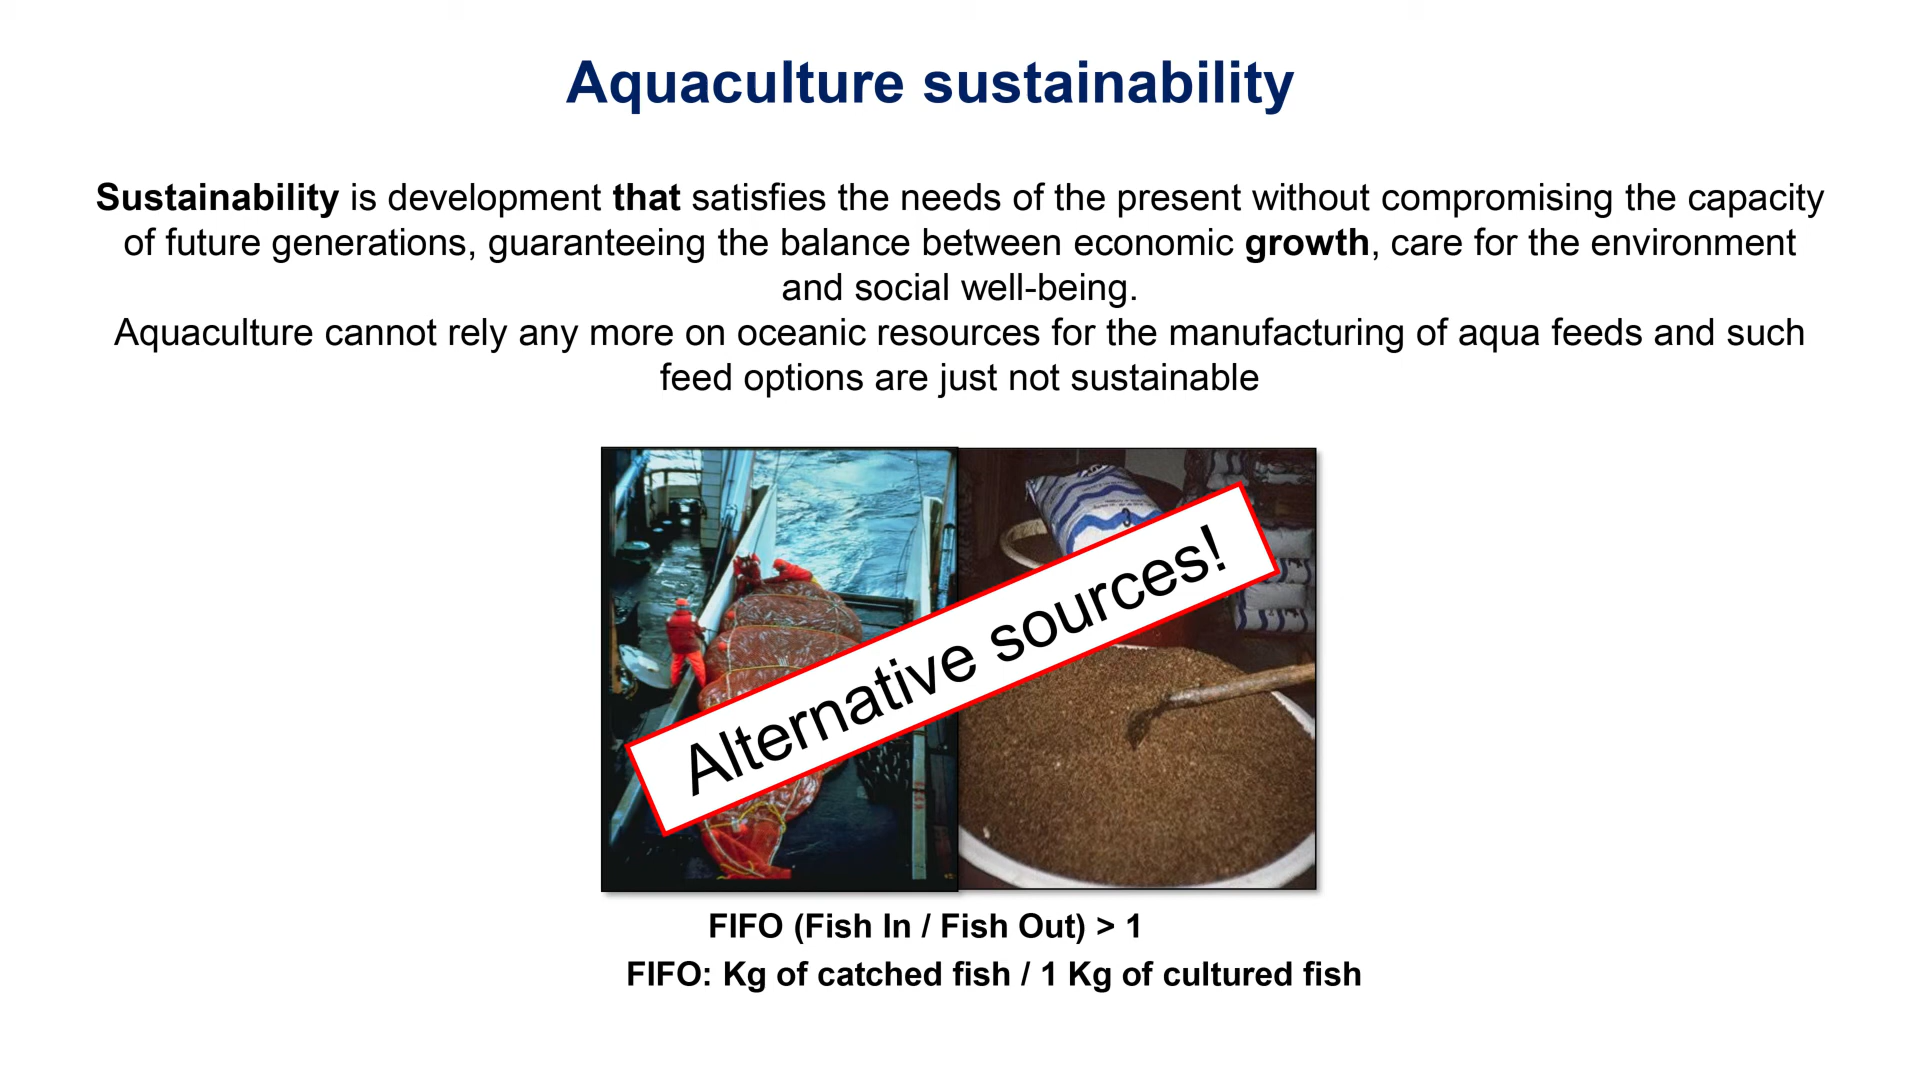 Aquaculture sustainability
Sustainability is development that satisfies the needs of the present without compromising the capacity
of future generations, guaranteeing the balance between economic growth, care for the environment
and social well-being.
Aquaculture cannot rely any more on oceanic resources for the manufacturing of aqua feeds and such
feed options are just not sustainable
Alternative sources!
FIFO (Fish In / Fish Out) > 1
FIFO: Kg of catched fish / 1 Kg of cultured fish